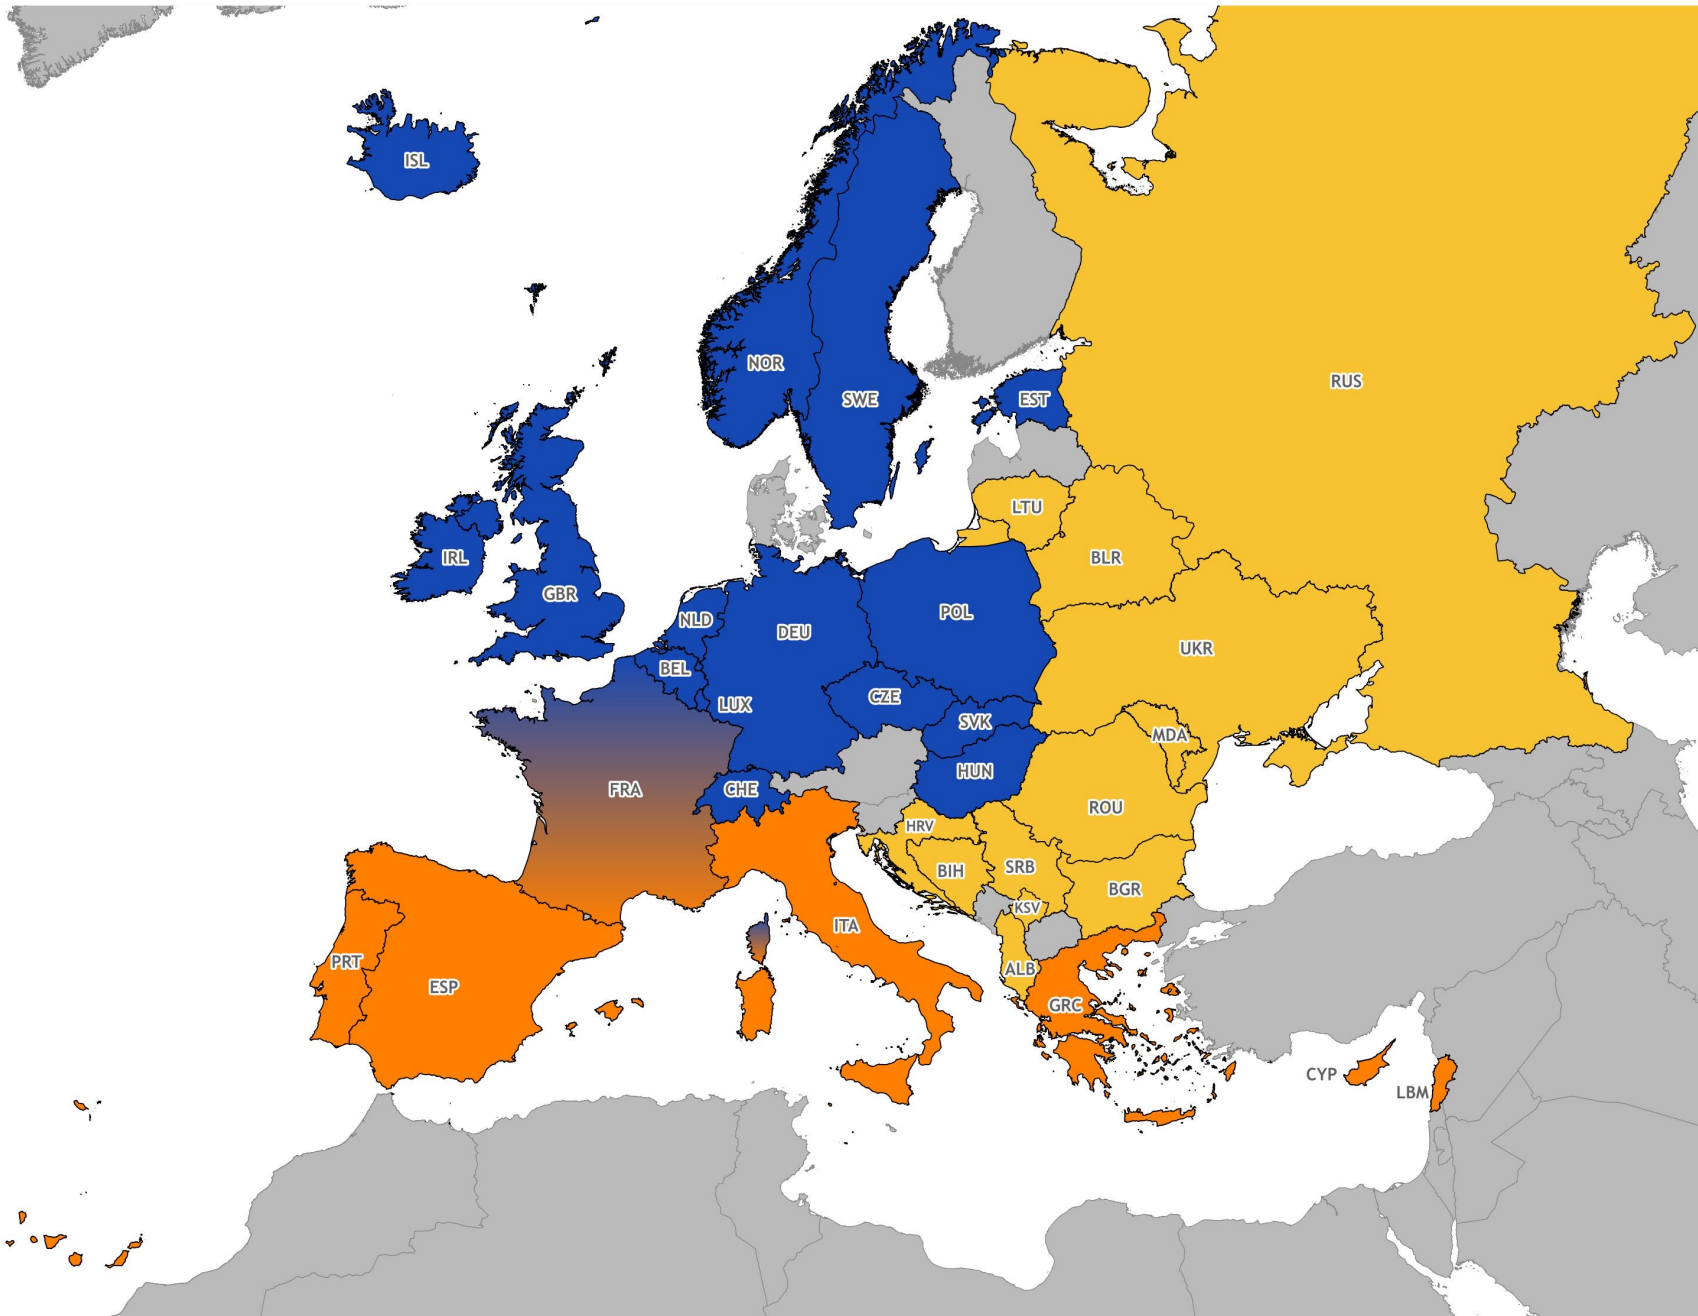 ISL
NOR
SWE
EST
RUS
LTU
BLR
IRL
GBR
NLD
DEU
POL
BEL
UKR
LUX
CZE
SVK
MDA
FRA
CHE
HUN
ROU
HRV
BIH
SRB
BGR
KSV
ITA
PRT
ESP
ALB
GRC
CYP
LBM